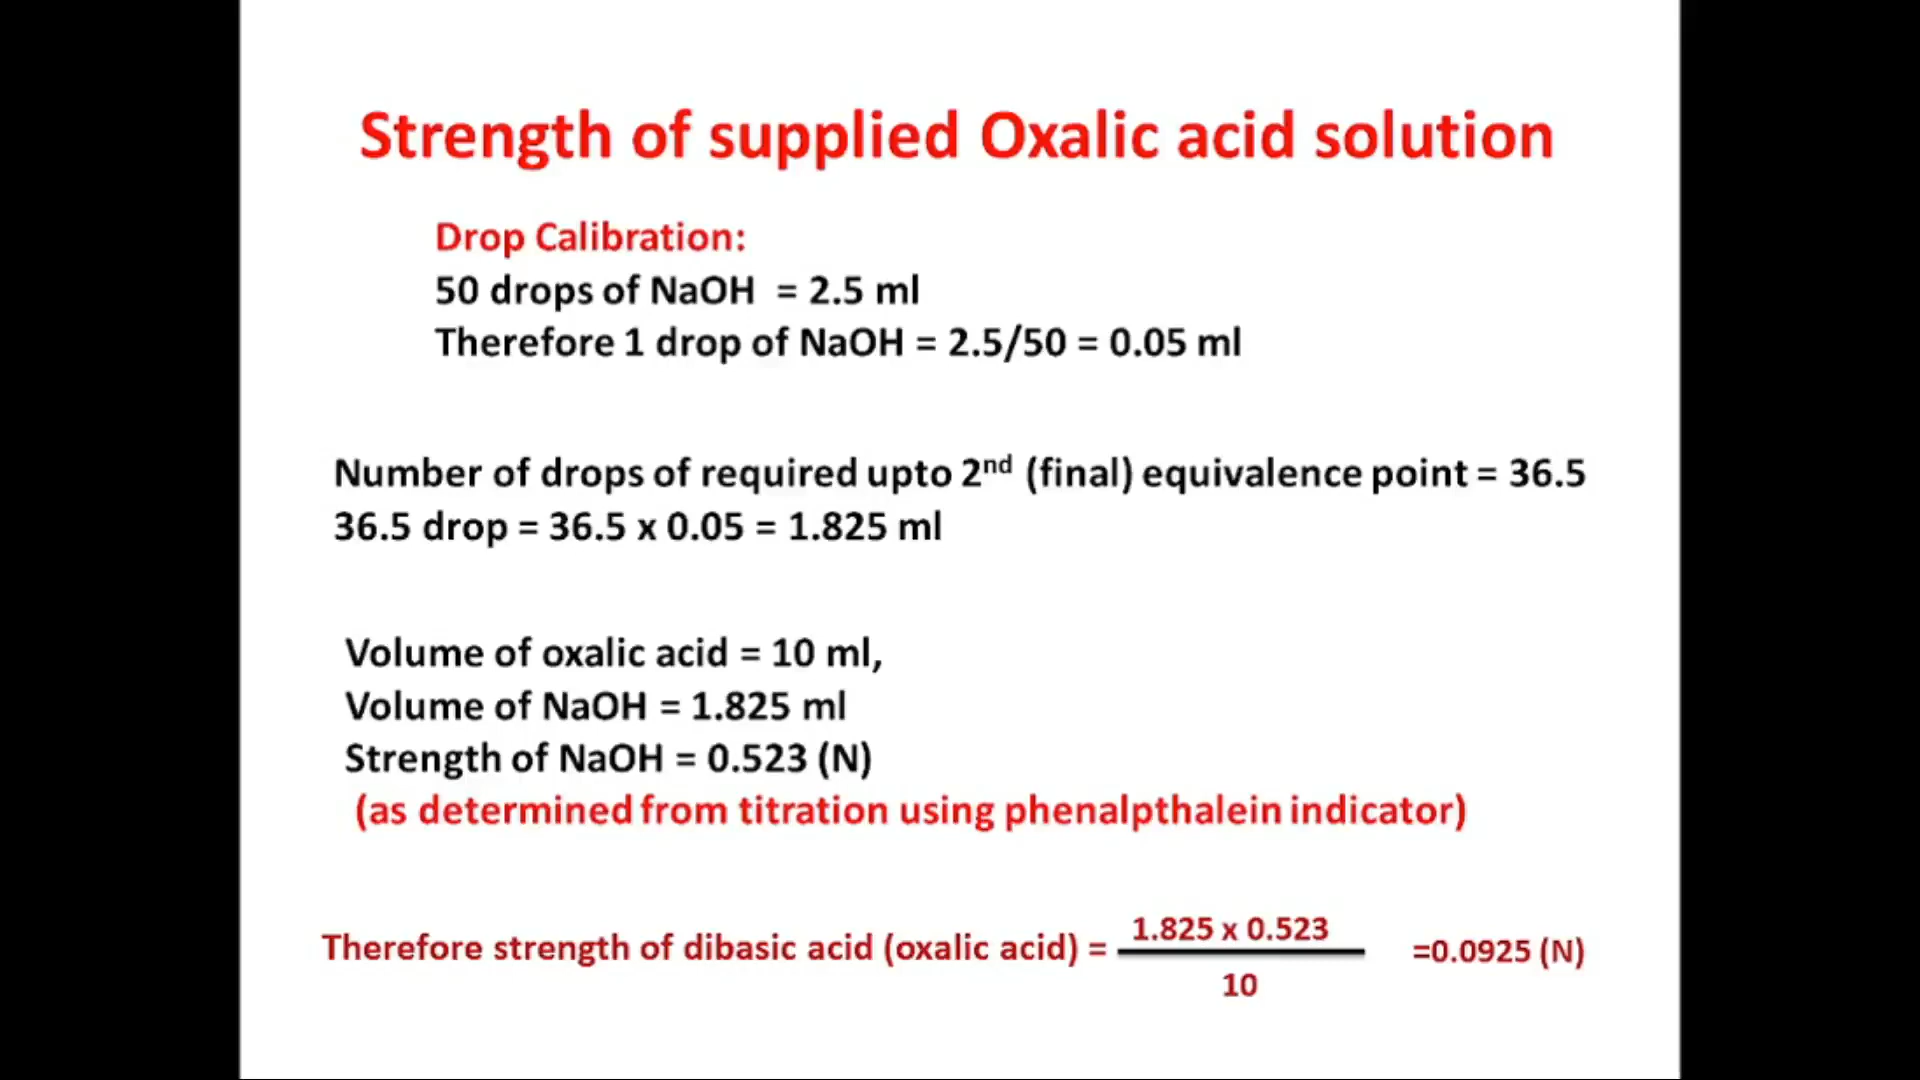 Strength of supplied Oxalic acid solution
Drop Calibration:
50 drops of NaOH = 2.5 ml
Therefore 1 drop of NaOH = 2.5/50 = 0.05 ml
Number of drops of required upto 2nd (final) equivalence point = 36.5
36.5 drop = 36.5 x 0.05 = 1.825 ml
Volume of oxalic acid = 10 ml,
Volume of NaOH = 1.825 ml
Strength of NaOH = 0.523 (N)
(as determined from titration using phenalpthalein indicator)
1.825 x 0.523
Therefore strength of dibasic acid (oxalic acid) = =0.0925 (N)
10